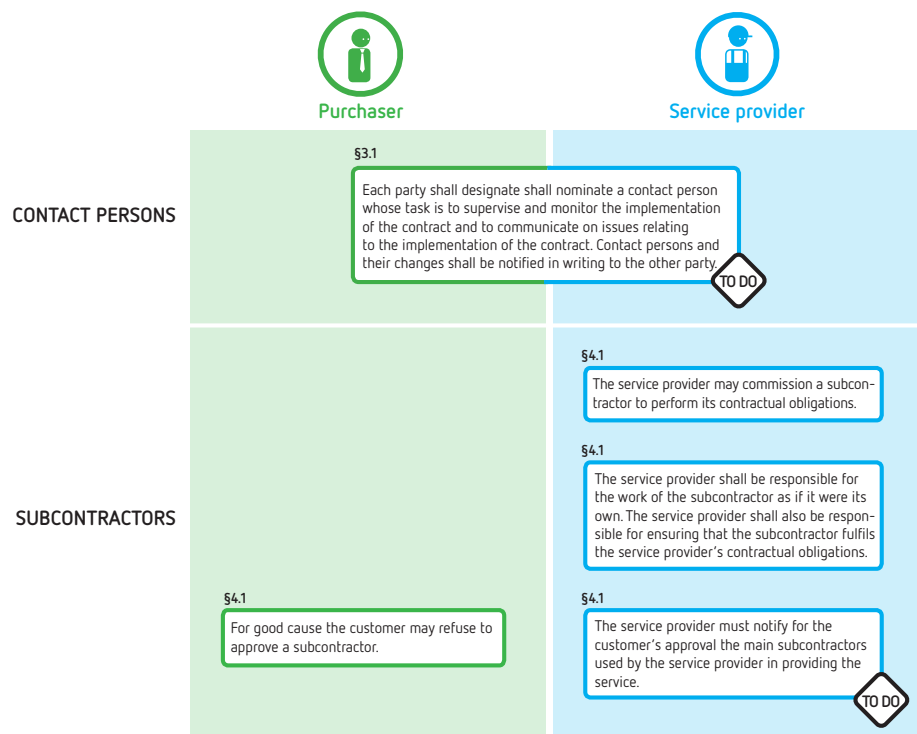 Purchaser
Service provider
CONTACT PERSONS
§3.1
Each party shall designate shall nominate a contact person
whose task is to supervise and monitor the implementation
of the contract and to communicate on issues relating
to the implementation of the contract. Contact persons and
their changes shall be notified in writing to the other party.
TO DO
SUBCONTRACTORS
§4.1
The service provider may commission a subcon-
tractor to perform its contractual obligations.
§4.1
The service provider shall be responsible for
the work of the subcontractor as if it were its
own. The service provider shall also be respon-
sible for ensuring that the subcontractor fulfils
the service provider's contractual obligations.
§4.1
For good cause the customer may refuse to
approve a subcontractor.
§4.1
The service provider must notify for the
customer's approval the main subcontractors
used by the service provider in providing the
service.
TO DO